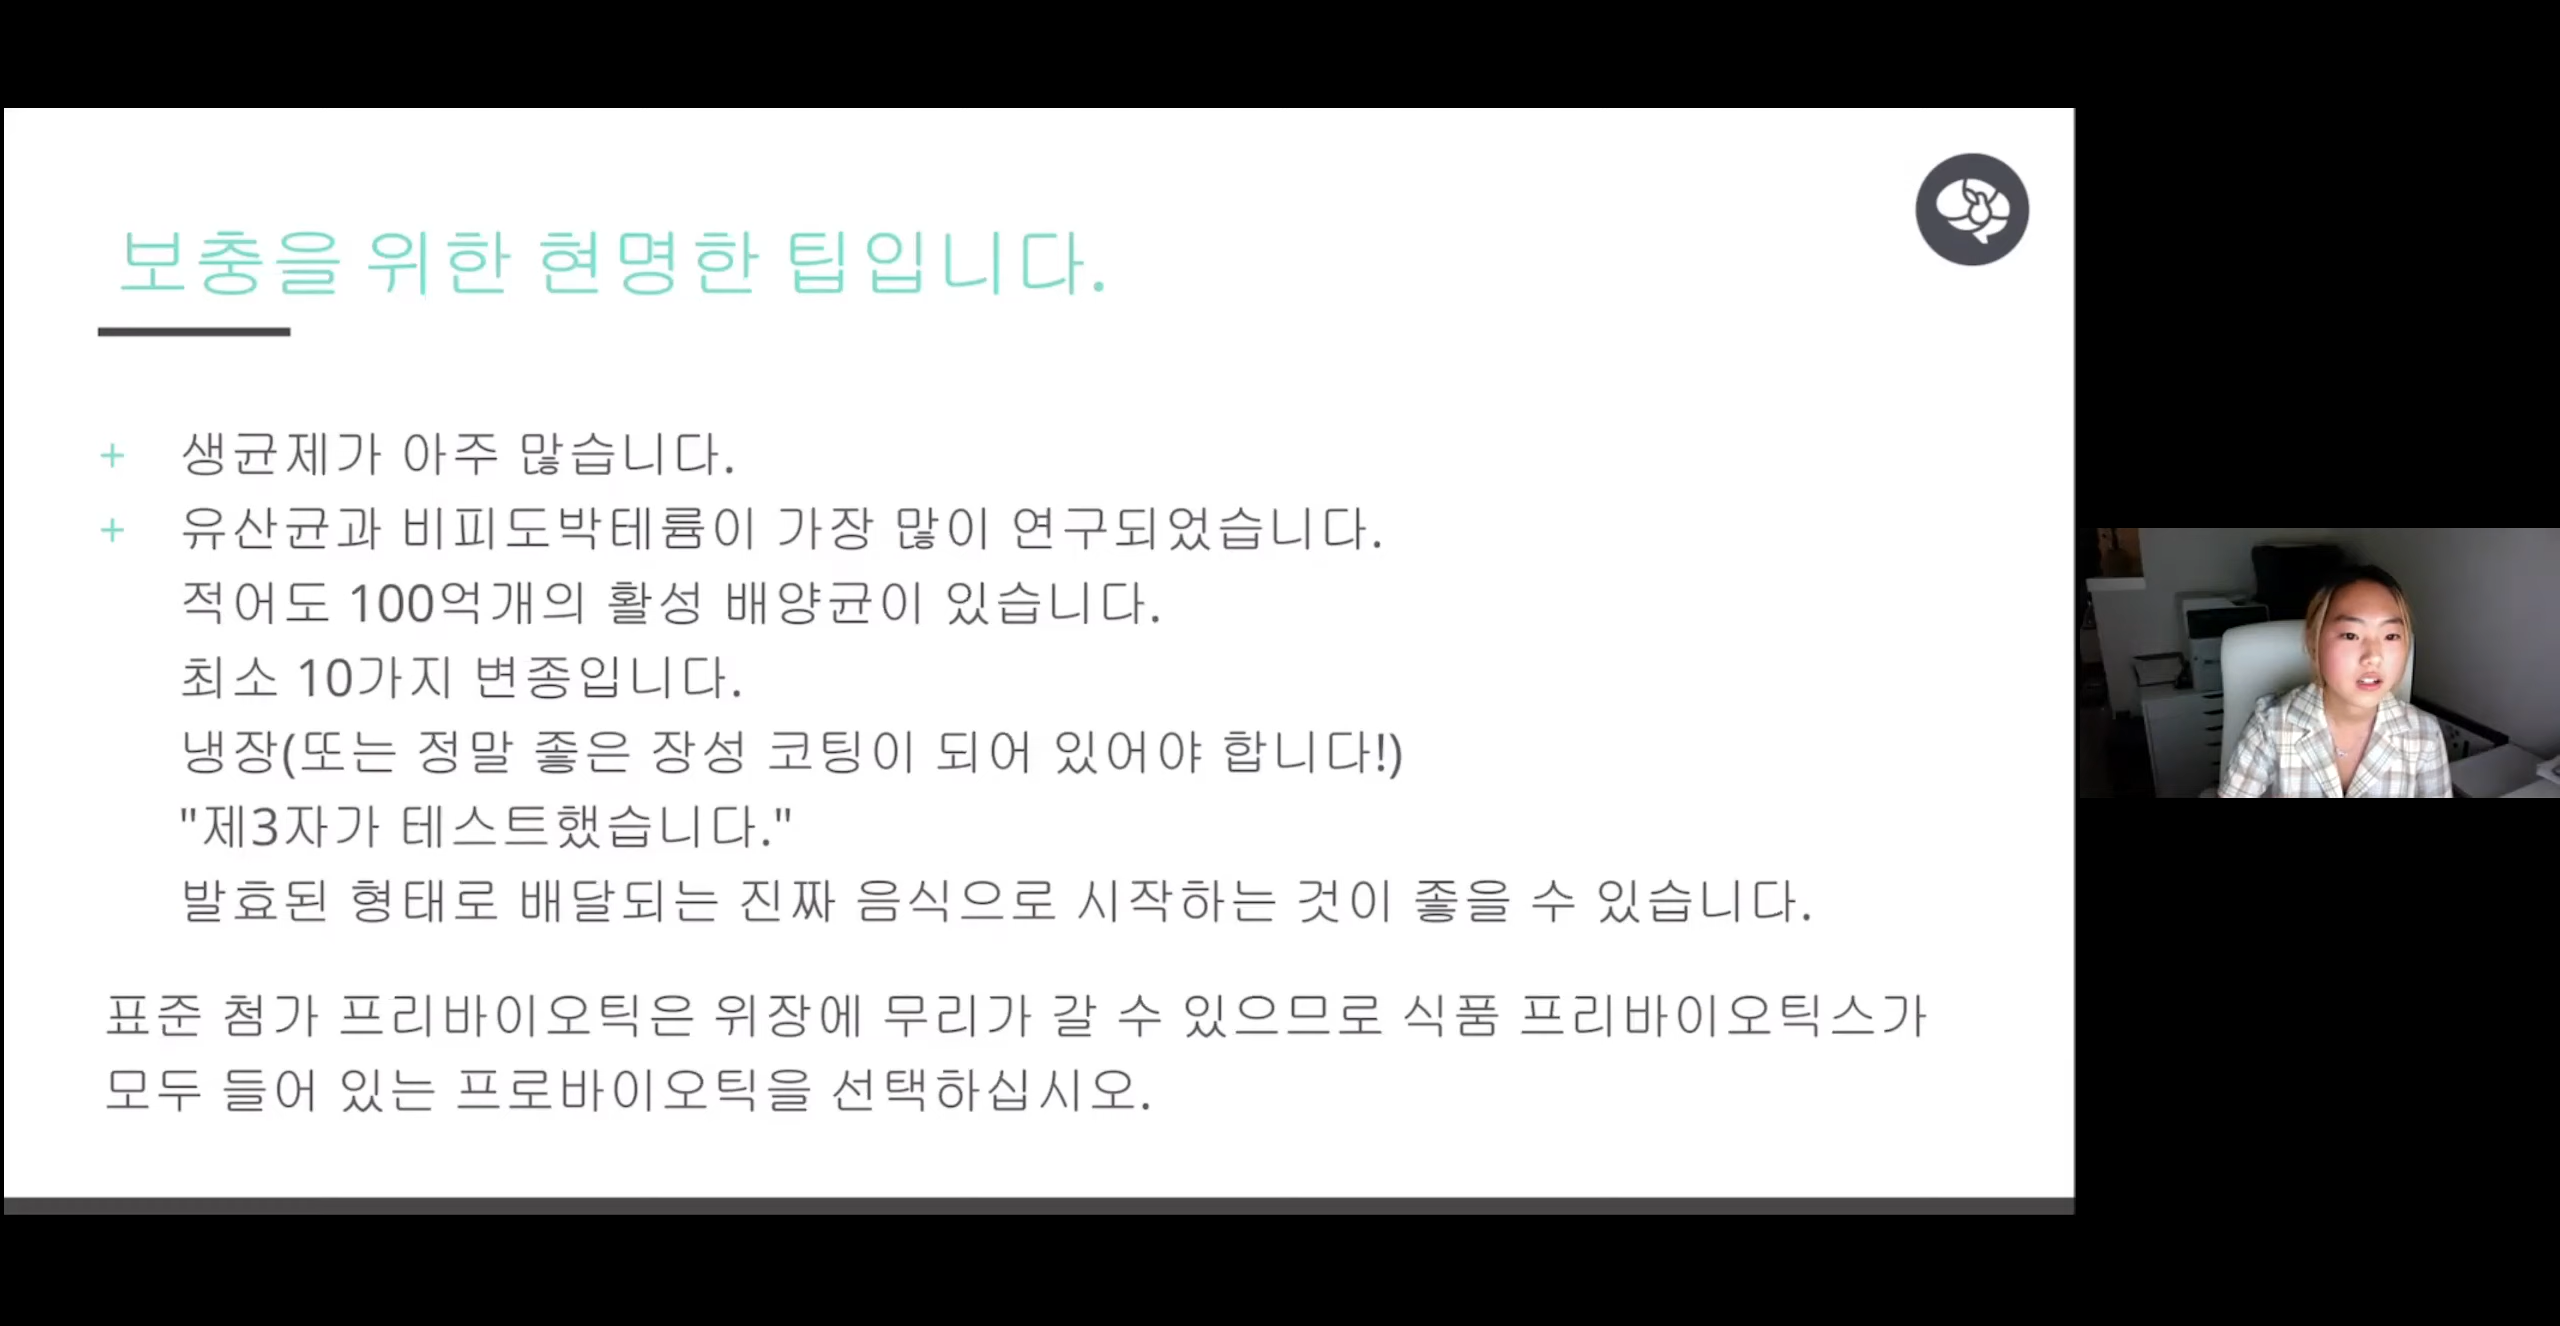 보충을 위한 현명한 팁입니다.
+ 생균제가 아주 많습니다.
+ 유산균과 비피도박테륨이 가장 많이 연구되었습니다.
적어도 100억개의 활성 배양균이 있습니다.
최소 10가지 변종입니다.
냉장(또는 정말 좋은 장성 코팅이 되어 있어야 합니다!)
"제3자가 테스트했습니다."
발효된 형태로 배달되는 진짜 음식으로 시작하는 것이 좋을 수 있습니다.
표준 첨가 프리바이오틱은 위장에 무리가 갈 수 있으므로 식품 프리바이오틱스가
모두 들어 있는 프로바이오틱을 선택하십시오.